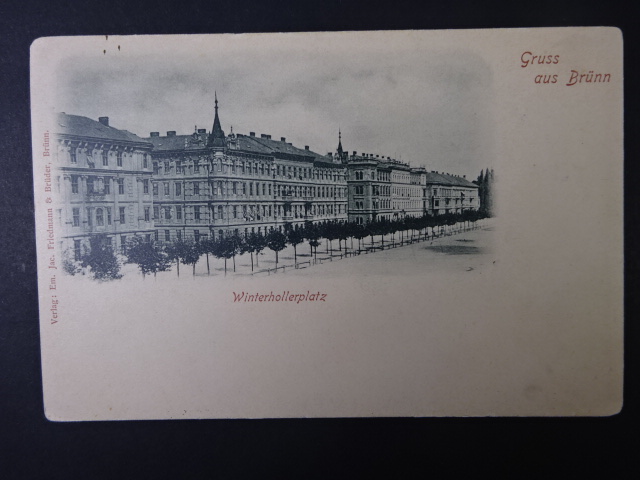 Gruss
aus Brünn
Verlag: Em. Jac. Friedmann & Brüder, Brünn.
Winterhollerplatz